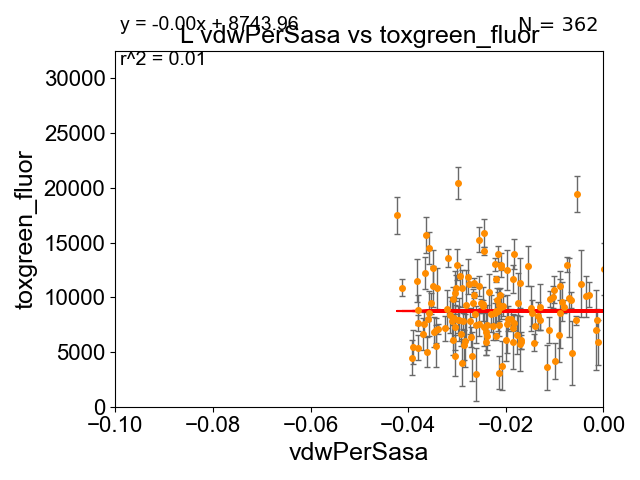 y = -0.00x + 8743.96
N = 362
L vdwPerSasa vs toxgreen_fluor
r^2 = 0.01
toxgreen_fluor
30000
25000
20000
15000
10000
5000
0
−0.10 −0.08 −0.06 −0.04 −0.02 0.00
vdwPerSasa